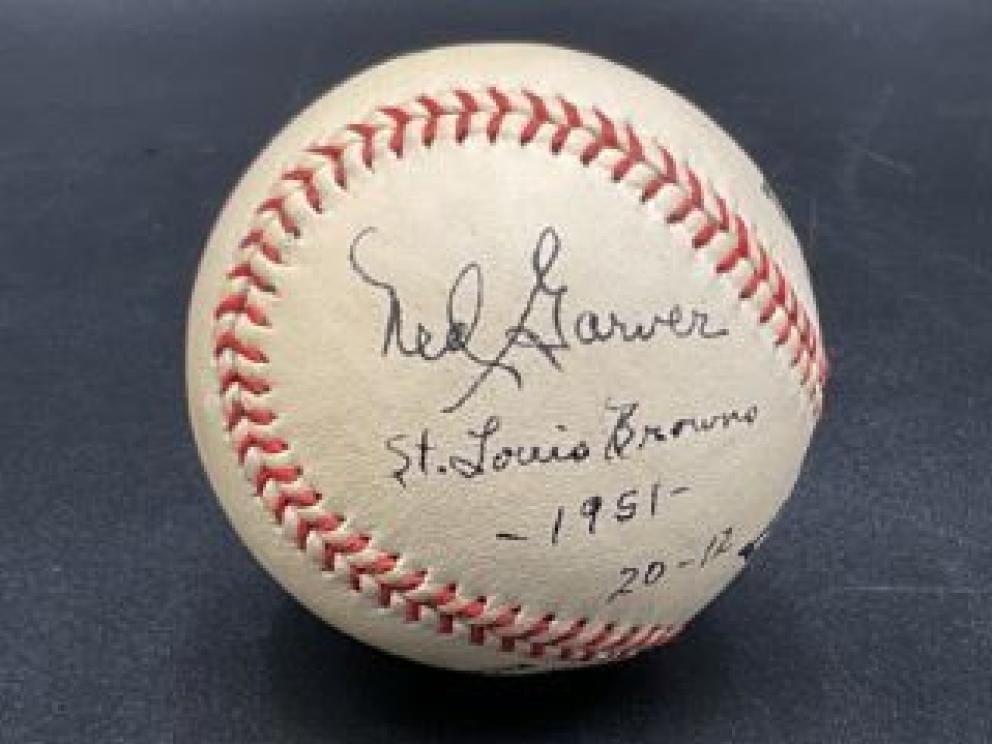 Ned Garver
St. Louis Browns
-1951-
20-12